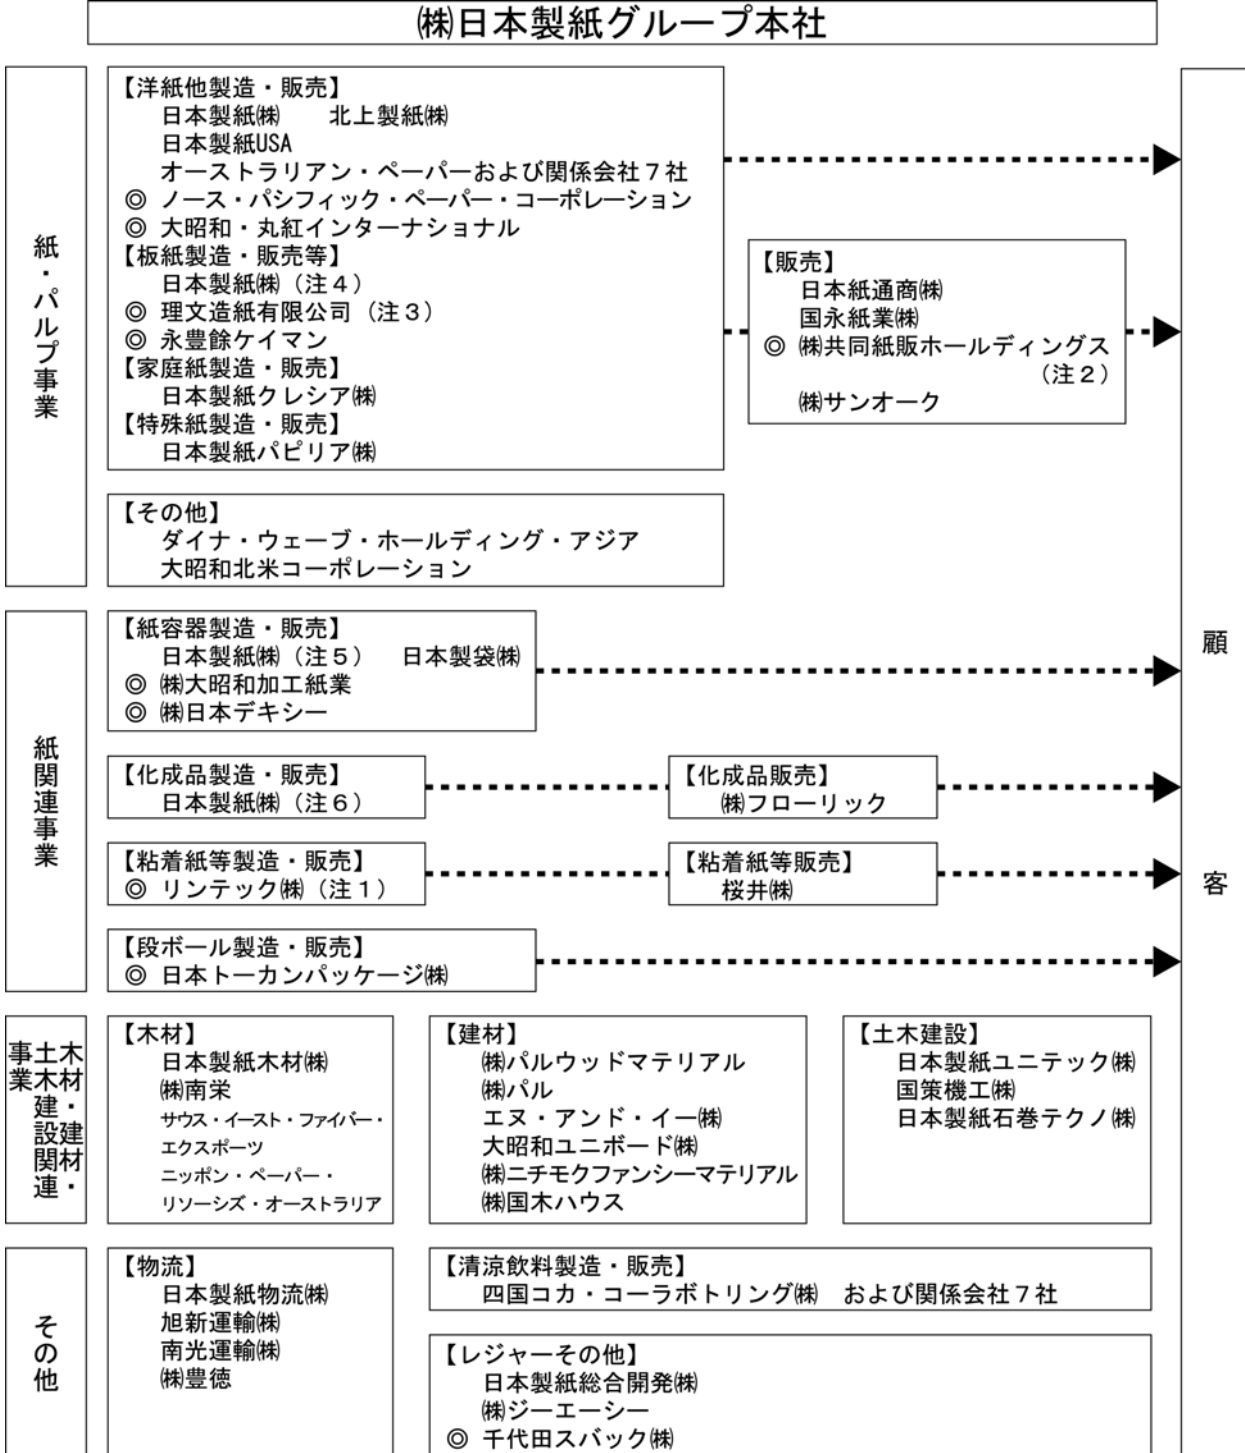 ㈱日本製紙グループ本社
紙・パルプ事業
【洋紙他製造・販売】
日本製紙㈱　　北上製紙㈱
日本製紙USA
オーストラリアン・ペーパーおよび関係会社７社
◎ ノース・パシフィック・ペーパー・コーポレーション
◎ 大昭和・丸紅インターナショナル
【板紙製造・販売等】
日本製紙㈱（注４）
◎ 理文造紙有限公司（注３）
◎ 永豊餘ケイマン
【家庭紙製造・販売】
日本製紙クレシア㈱
【特殊紙製造・販売】
日本製紙パピリア㈱
【販売】
日本紙通商㈱
国永紙業㈱
◎ ㈱共同紙販ホールディングス
（注２）
㈱サンオーク
【その他】
ダイナ・ウェーブ・ホールディング・アジア
大昭和北米コーポレーション
紙関連事業
【紙容器製造・販売】
日本製紙㈱（注５）　日本製袋㈱
◎ ㈱大昭和加工紙業
◎ ㈱日本デキシー
【化成品製造・販売】
日本製紙㈱（注６）
【化成品販売】
㈱フローリック
【粘着紙等製造・販売】
◎ リンテック㈱（注１）
【粘着紙等販売】
桜井㈱
【段ボール製造・販売】
◎ 日本トーカンパッケージ㈱
木材・建材・
土木建設関連
事業
【木材】
日本製紙木材㈱
㈱南栄
サウス・イースト・ファイバー・
エクスポーツ
ニッポン・ペーパー・
リソーシズ・オーストラリア
【建材】
㈱パルウッドマテリアル
㈱パル
エヌ・アンド・イー㈱
大昭和ユニボード㈱
㈱ニチモクファンシーマテリアル
㈱国木ハウス
【土木建設】
日本製紙ユニテック㈱
国策機工㈱
日本製紙石巻テクノ㈱
その他
【物流】
日本製紙物流㈱
旭新運輸㈱
南光運輸㈱
㈱豊徳
【清涼飲料製造・販売】
四国コカ・コーラボトリング㈱　および関係会社７社
【レジャーその他】
日本製紙総合開発㈱
㈱ジーエーシー
◎ 千代田スバック㈱
顧客